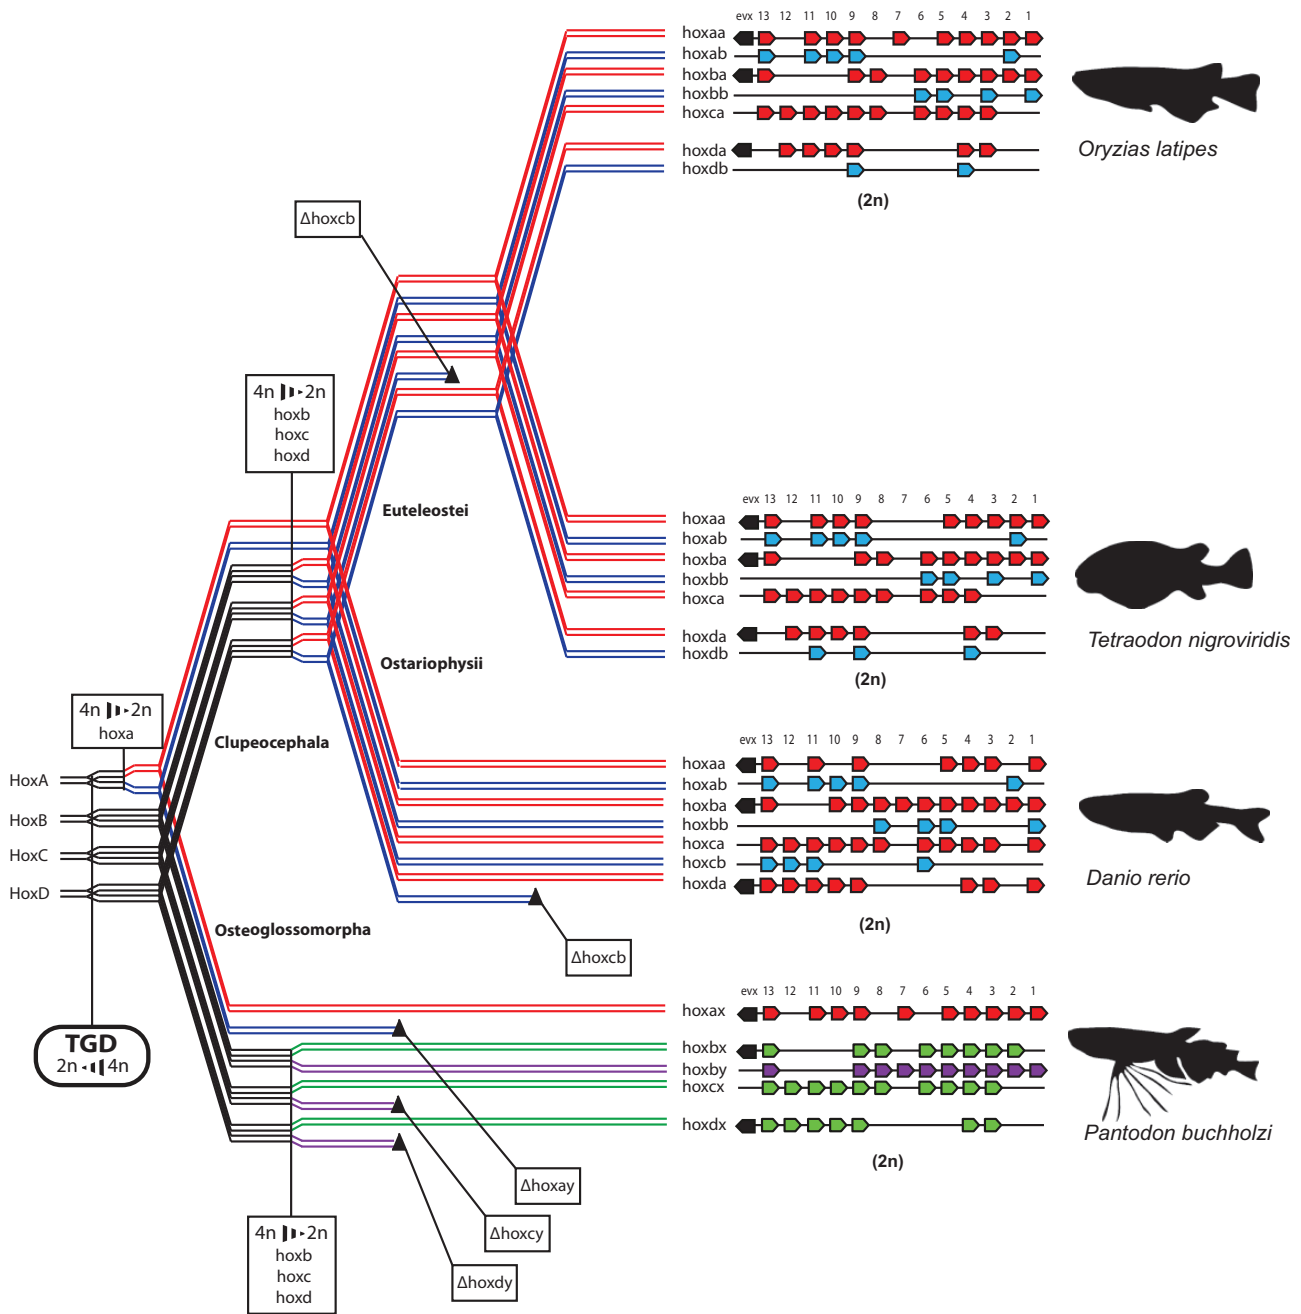 evx 13 12 11 10 9 8 7 6 5 4 3 2 1
hoxaa
hoxab
hoxba
hoxbb
hoxca
hoxda
hoxdb
(2n)
Oryzias latipes
Δhoxcb
4n 2n
hoxb
hoxc
hoxd
Euteleostei
evx 13 12 11 10 9 8 7 6 5 4 3 2 1
hoxaa
hoxab
hoxba
hoxbb
hoxca
hoxda
hoxdb
(2n)
Tetraodon nigroviridis
Ostariophysii
4n 2n
hoxa
Clupeocephala
HoxA
HoxB
HoxC
HoxD
evx 13 12 11 10 9 8 7 6 5 4 3 2 1
hoxaa
hoxab
hoxba
hoxbb
hoxca
hoxcb
hoxda
(2n)
Danio rerio
Osteoglossomorpha
Δhoxcb
TGD
2n 4n
evx 13 12 11 10 9 8 7 6 5 4 3 2 1
hoxax
hoxbx
hoxby
hoxcx
hoxdx
(2n)
Pantodon buchholzi
Δhoxay
Δhoxcy
Δhoxdy
4n 2n
hoxb
hoxc
hoxd